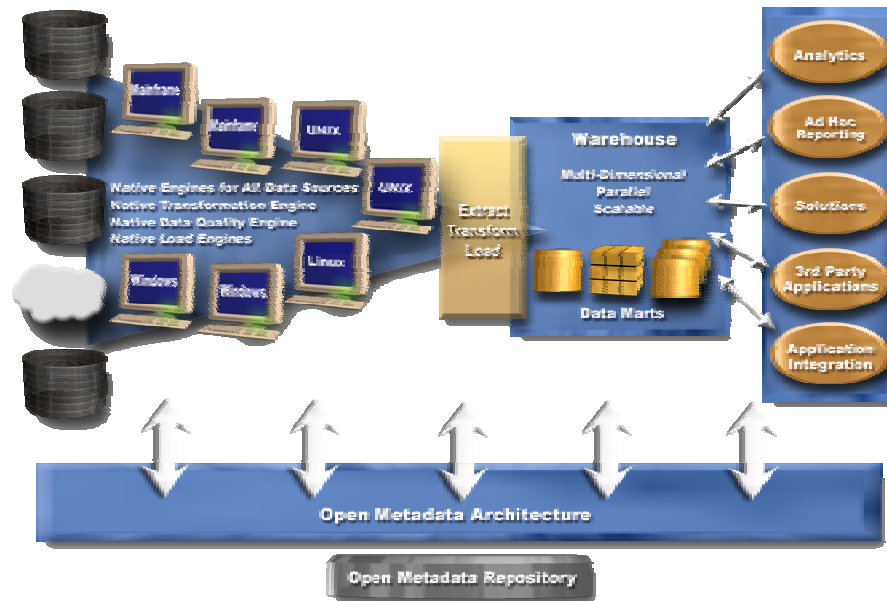 Mainframe
Mainframe
UNIX
UNIX
Native Engines for All Data Sources
Native Transformation Engine
Native Data Quality Engine
Native Load Engines
Windows
Windows
Linux
Extract
Transform
Load
Warehouse
Multi-Dimensional
Parallel
Scalable
Data Marts
Analytics
Ad Hoc
Reporting
Solutions
3rd Party
Applications
Application
Integration
Open Metadata Architecture
Open Metadata Repository